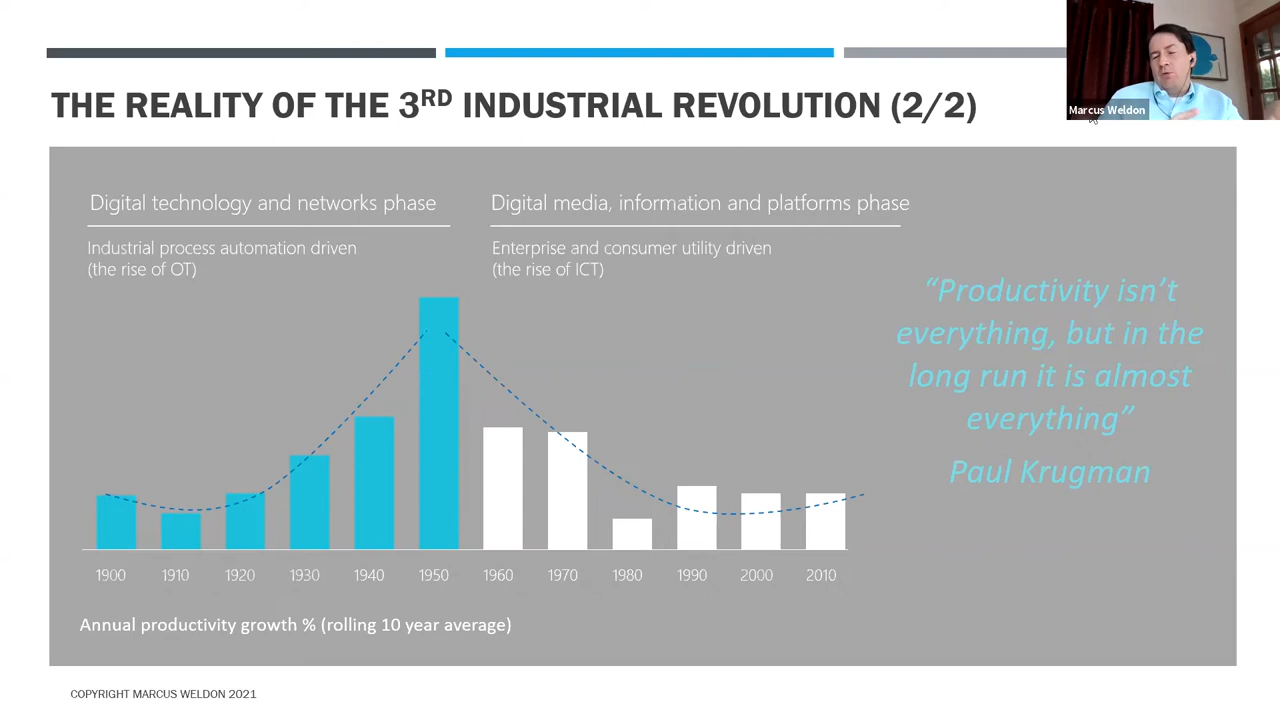 THE REALITY OF THE 3RD INDUSTRIAL REVOLUTION (2/2)
Marcus Weldon
Digital technology and networks phase
Industrial process automation driven
(the rise of OT)
Digital media, information and platforms phase
Enterprise and consumer utility driven
(the rise of ICT)
“Productivity isn’t
everything, but in the
long run it is almost
everything”
Paul Krugman
1900 1910 1920 1930 1940 1950 1960 1970 1980 1990 2000 2010
Annual productivity growth % (rolling 10 year average)
COPYRIGHT MARCUS WELDON 2021